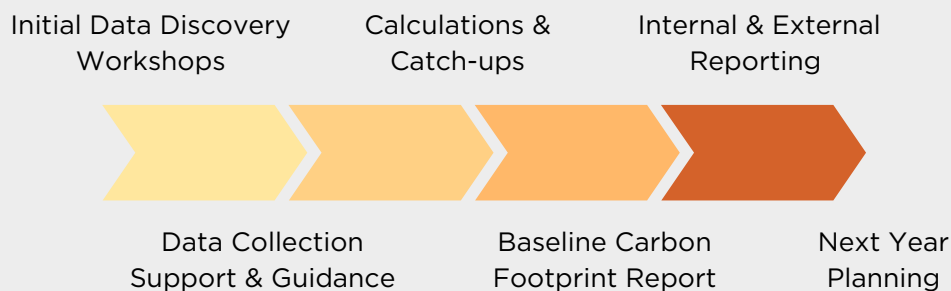 Initial Data Discovery
Workshops
Calculations &
Catch-ups
Internal & External
Reporting
Data Collection
Support & Guidance
Baseline Carbon
Footprint Report
Next Year
Planning